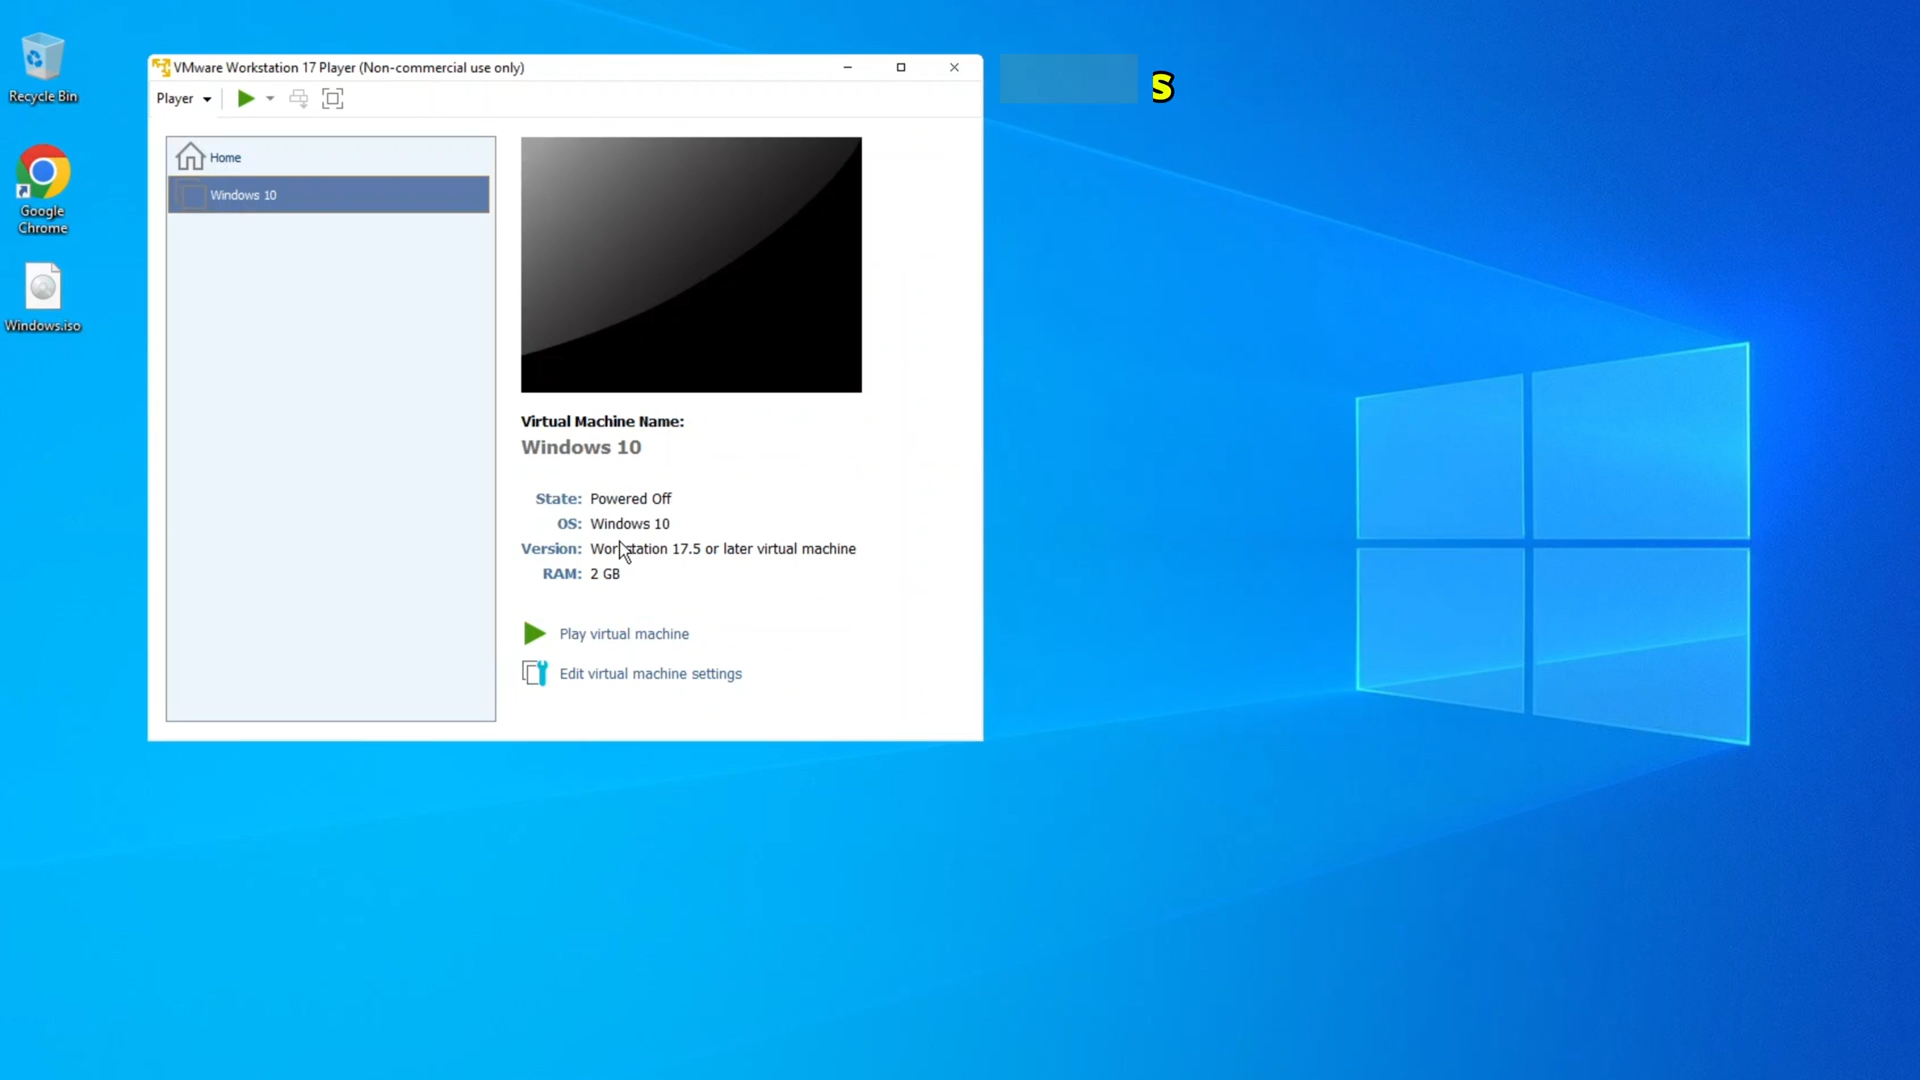 Recycle Bin
Google
Chrome
Windows.iso
VMware Workstation 17 Player (Non-commercial use only)
Player
Home
Windows 10
Virtual Machine Name:
Windows 10
State: Powered Off
OS: Windows 10
Version: Workstation 17.5 or later virtual machine
RAM: 2 GB
Play virtual machine
Edit virtual machine settings
s